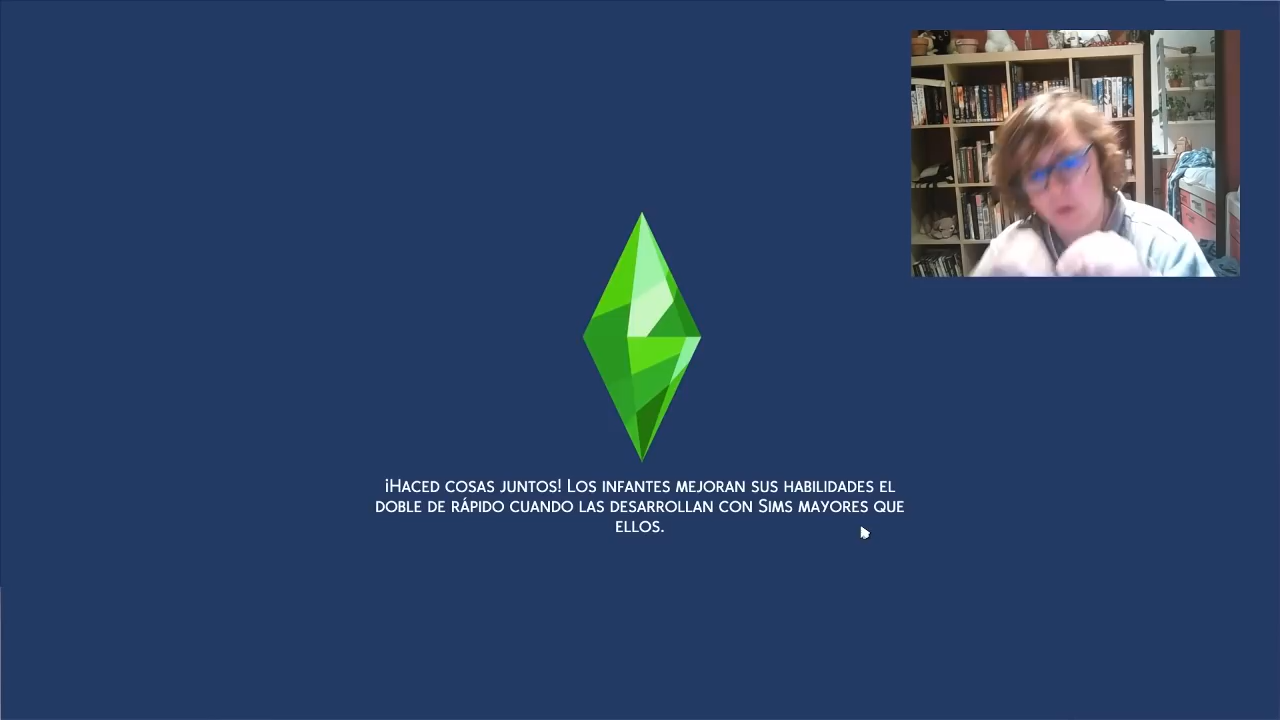 ¡Haced cosas juntos! Los infantes mejoran sus habilidades el
doble de rápido cuando las desarrollan con Sims mayores que
ellos.